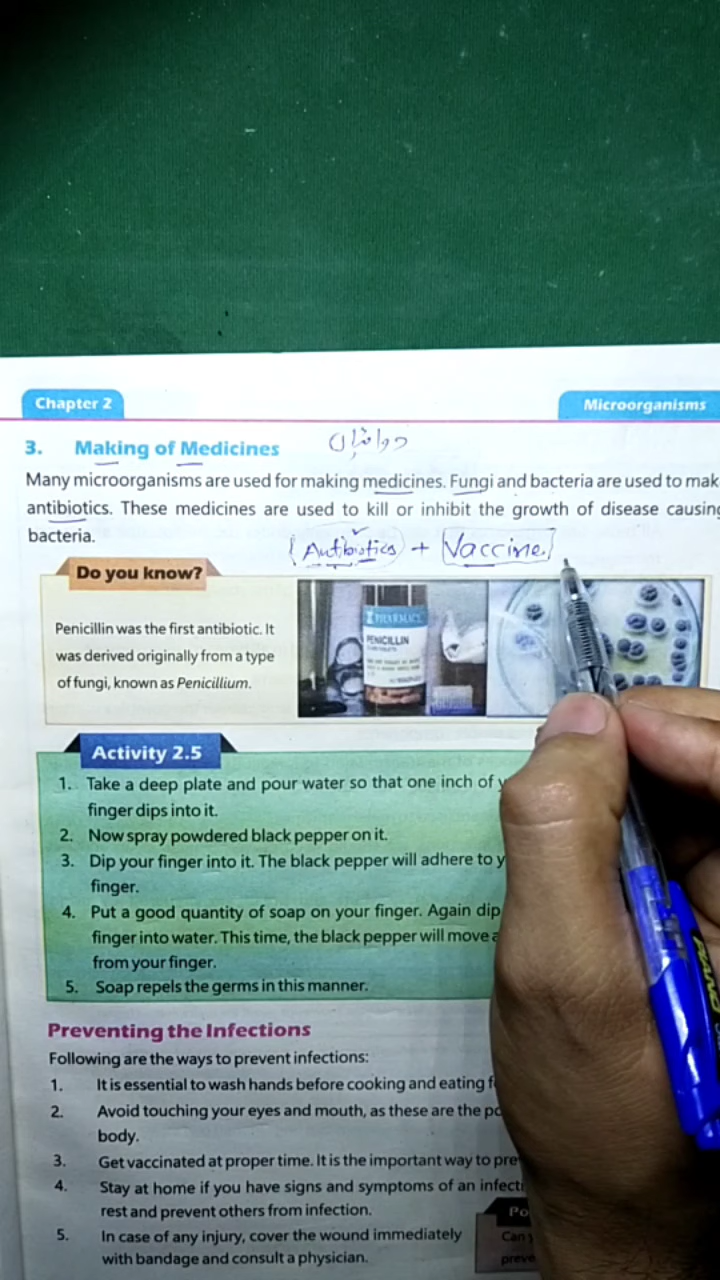 Chapter 2
Microorganisms
3. Making of Medicines دوائیاں
Many microorganisms are used for making medicines. Fungi and bacteria are used to mak
antibiotics. These medicines are used to kill or inhibit the growth of disease causing
bacteria.
(Antibiotics) + Vaccine.
Do you know?
Penicillin was the first antibiotic. It
was derived originally from a type
of fungi, known as Penicillium.
PHARMACY
PENICILLIN
Activity 2.5
1. Take a deep plate and pour water so that one inch of y
finger dips into it.
2. Now spray powdered black pepper on it.
3. Dip your finger into it. The black pepper will adhere to y
finger.
4. Put a good quantity of soap on your finger. Again dip
finger into water. This time, the black pepper will move a
from your finger.
5. Soap repels the germs in this manner.
PIANO
Preventing the Infections
Following are the ways to prevent infections:
1. It is essential to wash hands before cooking and eating f
2. Avoid touching your eyes and mouth, as these are the po
body.
3. Get vaccinated at proper time. It is the important way to pre
4. Stay at home if you have signs and symptoms of an infecti
rest and prevent others from infection.
Po
5. In case of any injury, cover the wound immediately
with bandage and consult a physician.
Can y
preve